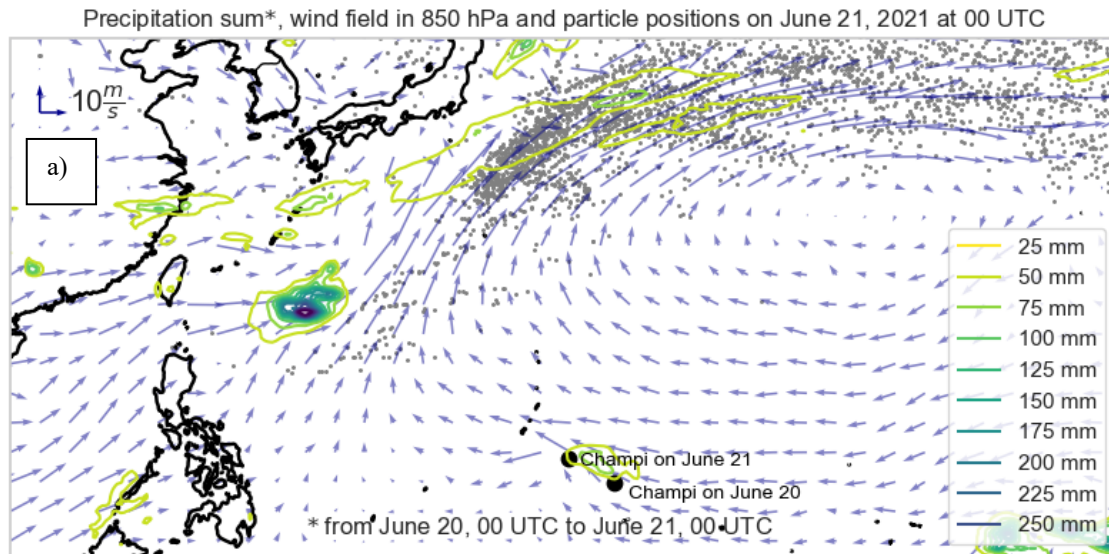 Precipitation sum*, wind field in 850 hPa and particle positions on June 21, 2021 at 00 UTC
10 m/s
a)
25 mm
50 mm
75 mm
100 mm
125 mm
150 mm
175 mm
200 mm
225 mm
250 mm
Champi on June 21
Champi on June 20
* from June 20, 00 UTC to June 21, 00 UTC